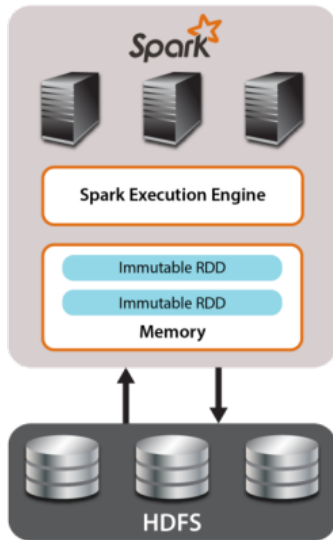 Spark
Spark Execution Engine
Immutable RDD
Immutable RDD
Memory
HDFS